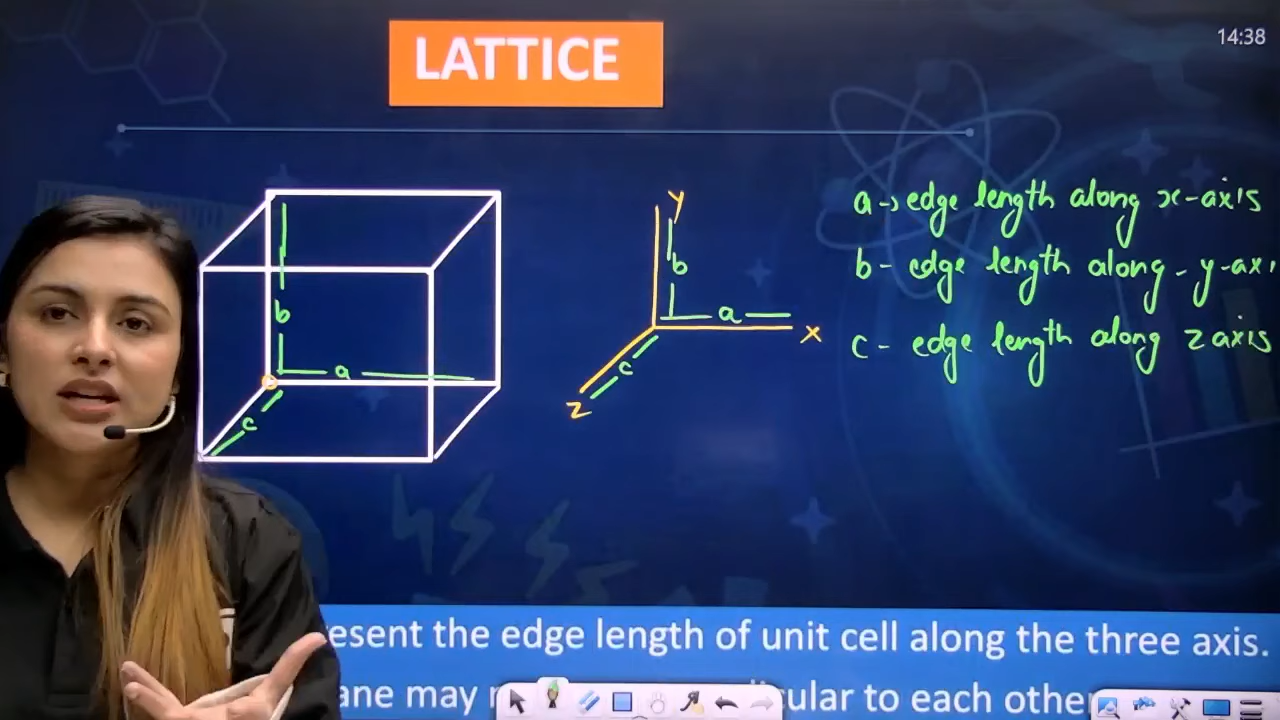 LATTICE
14:38
b
a
c
y
b
a
x
c
z
a → edge length along x-axis
b - edge length along - y-axi
c - edge length along z axis
esent the edge length of unit cell along the three axis.
ane may
cular to each other